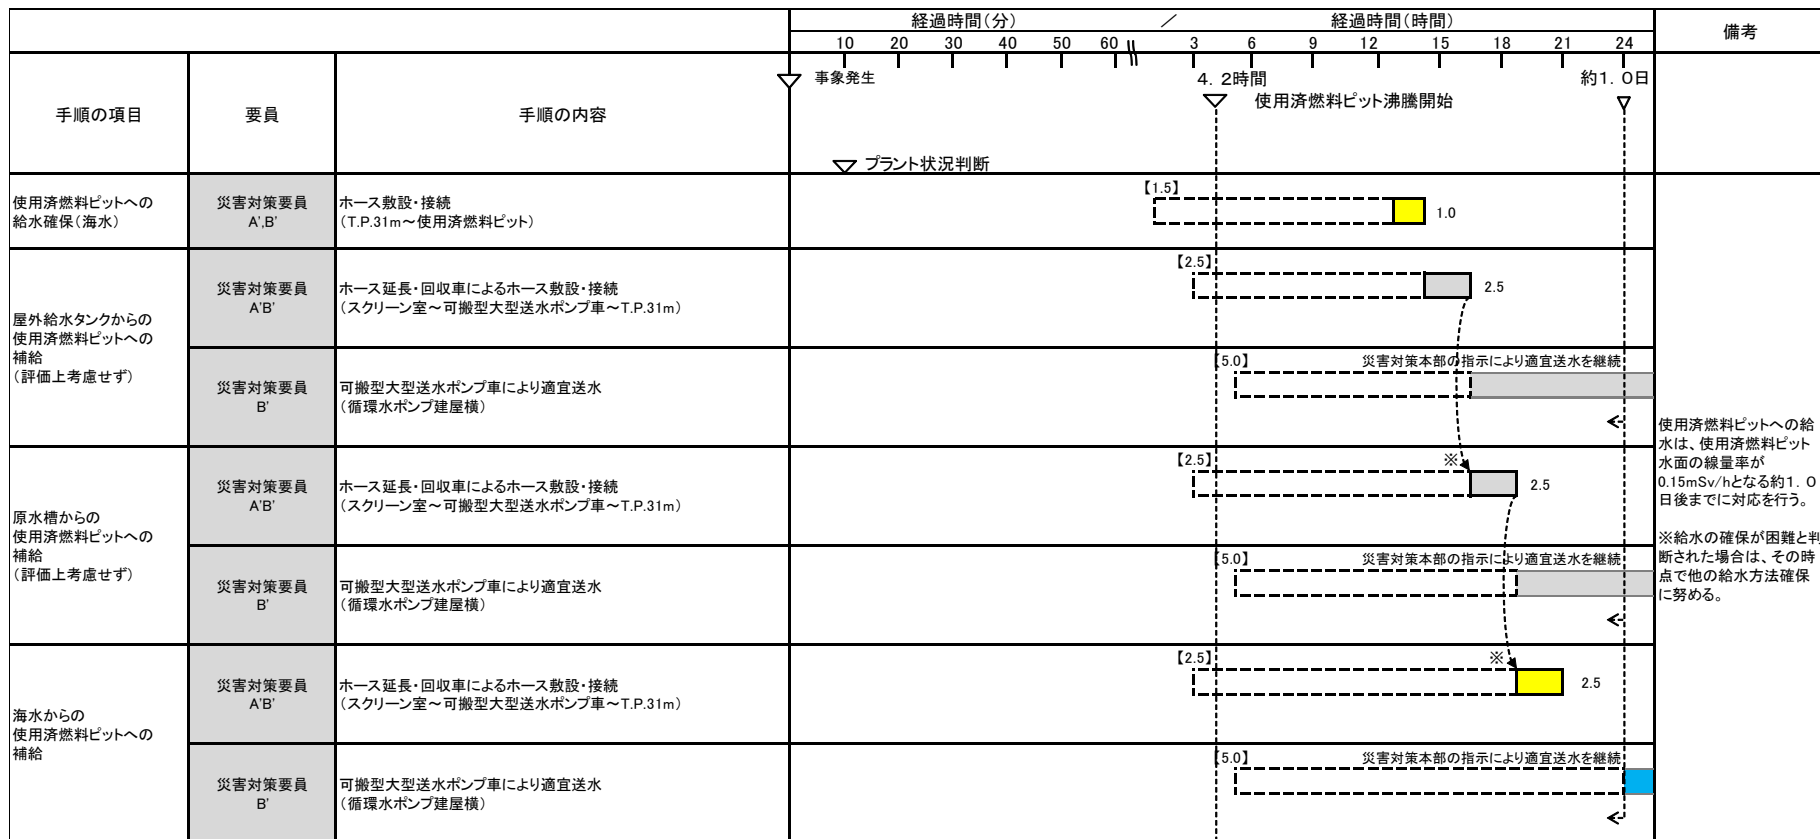 経過時間(分) ／ 経過時間(時間)
備考
10 20 30 40 50 60 3 6 9 12 15 18 21 24
手順の項目
要員
手順の内容
事象発生
4．2時間
約1．0日
使用済燃料ピット沸騰開始
プラント状況判断
使用済燃料ピットへの
給水確保(海水)
災害対策要員
A',B'
ホース敷設・接続
(T.P.31m～使用済燃料ピット)
【1.5】
1.0
屋外給水タンクからの
使用済燃料ピットへの
補給
(評価上考慮せず)
災害対策要員
A'B'
ホース延長・回収車によるホース敷設・接続
(スクリーン室～可搬型大型送水ポンプ車～T.P.31m)
【2.5】
2.5
災害対策要員
B'
可搬型大型送水ポンプ車により適宜送水
(循環水ポンプ建屋横)
【5.0】
災害対策本部の指示により適宜送水を継続
原水槽からの
使用済燃料ピットへの
補給
(評価上考慮せず)
災害対策要員
A'B'
ホース延長・回収車によるホース敷設・接続
(スクリーン室～可搬型大型送水ポンプ車～T.P.31m)
【2.5】
※
2.5
災害対策要員
B'
可搬型大型送水ポンプ車により適宜送水
(循環水ポンプ建屋横)
【5.0】
災害対策本部の指示により適宜送水を継続
海水からの
使用済燃料ピットへの
補給
災害対策要員
A'B'
ホース延長・回収車によるホース敷設・接続
(スクリーン室～可搬型大型送水ポンプ車～T.P.31m)
【2.5】
※
2.5
災害対策要員
B'
可搬型大型送水ポンプ車により適宜送水
(循環水ポンプ建屋横)
【5.0】
災害対策本部の指示により適宜送水を継続
使用済燃料ピットへの給
水は、使用済燃料ピット
水面の線量率が
0.15mSv/hとなる約1．0
日後までに対応を行う。
※給水の確保が困難と判
断された場合は、その時
点で他の給水方法確保
に努める。